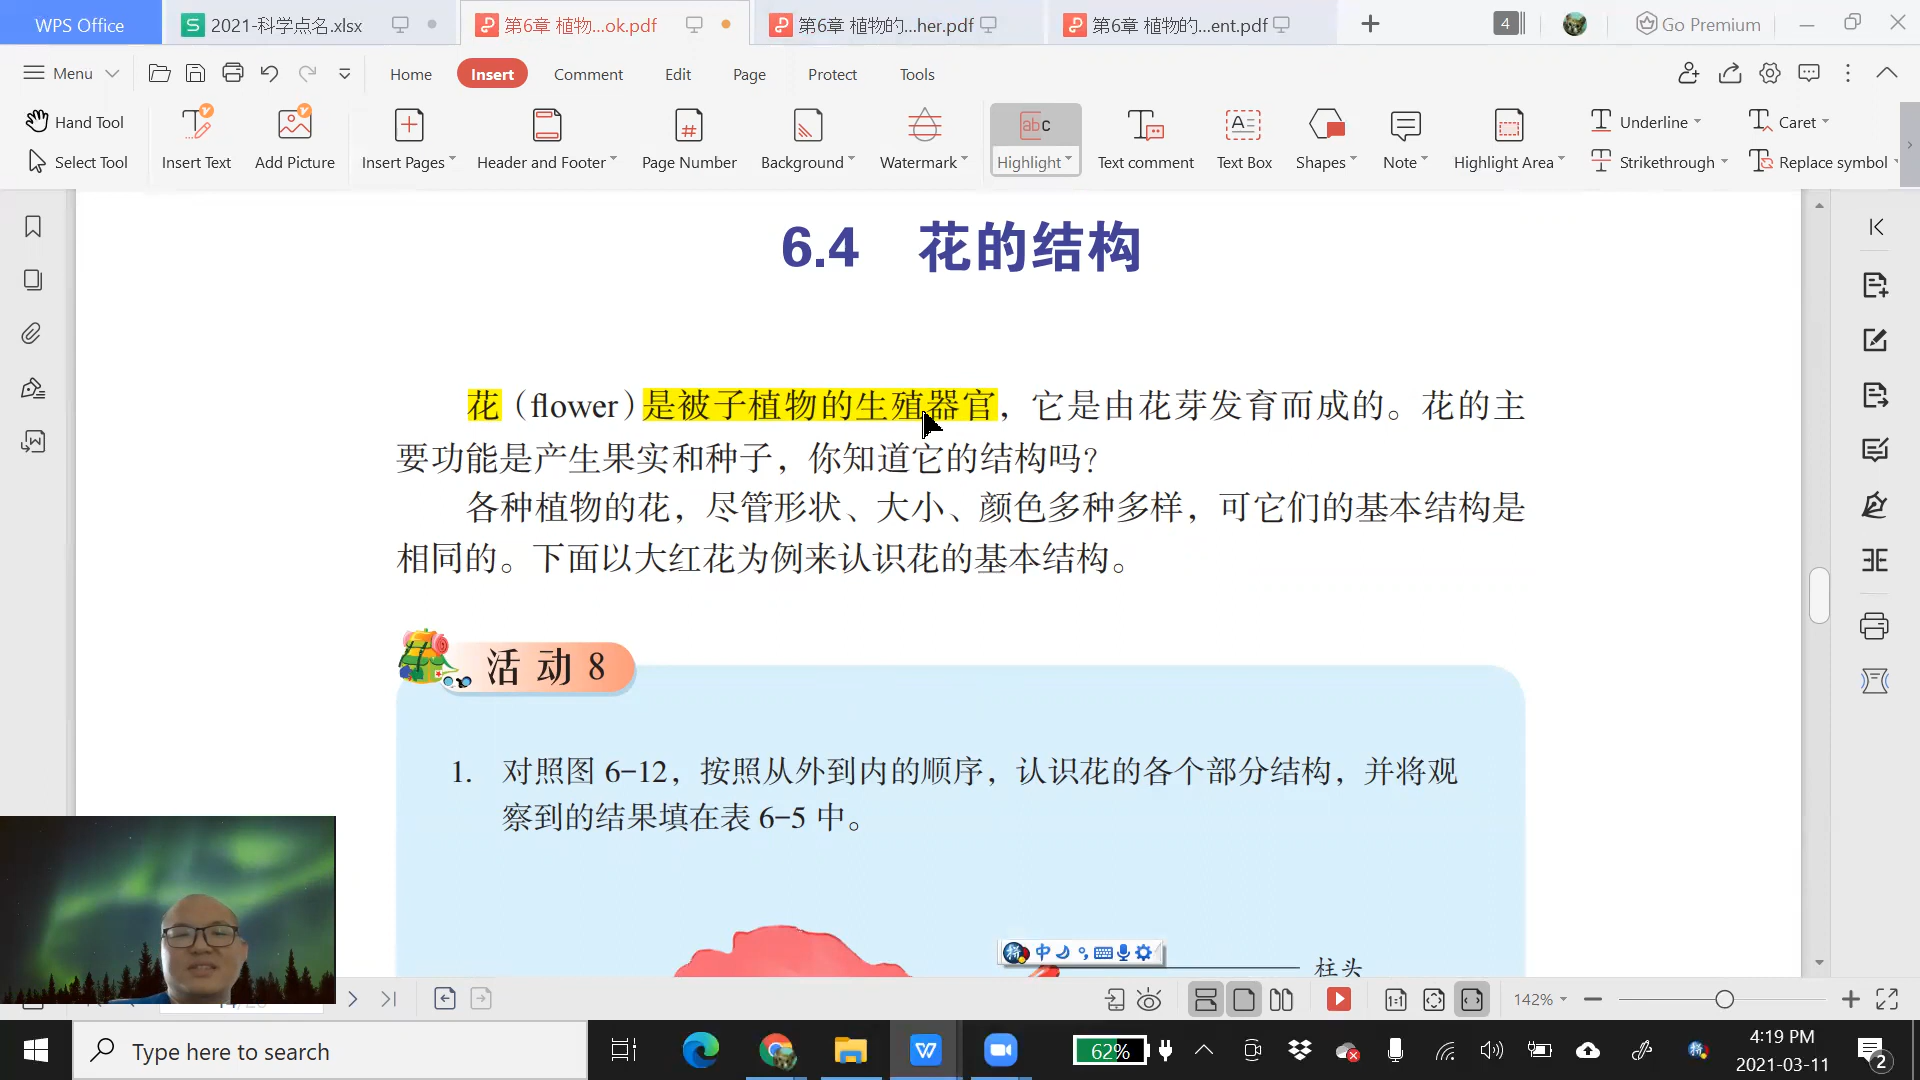 WPS Office
2021-科学点名.xlsx
第6章 植物...ok.pdf
第6章 植物的...her.pdf
第6章 植物的...ent.pdf
4
Go Premium
Menu
Home
Insert
Comment
Edit
Page
Protect
Tools
Hand Tool
Select Tool
Insert Text
Add Picture
Insert Pages
Header and Footer
Page Number
Background
Watermark
Highlight
Text comment
Text Box
Shapes
Note
Highlight Area
Underline
Strikethrough
Caret
Replace symbol
6.4 花的结构
花(flower)是被子植物的生殖器官，它是由花芽发育而成的。花的主
要功能是产生果实和种子，你知道它的结构吗？
各种植物的花，尽管形状、大小、颜色多种多样，可它们的基本结构是
相同的。下面以大红花为例来认识花的基本结构。
活动 8
1. 对照图 6-12，按照从外到内的顺序，认识花的各个部分结构，并将观
察到的结果填在表 6-5 中。
中
柱头
142%
Type here to search
62%
4:19 PM
2021-03-11
2